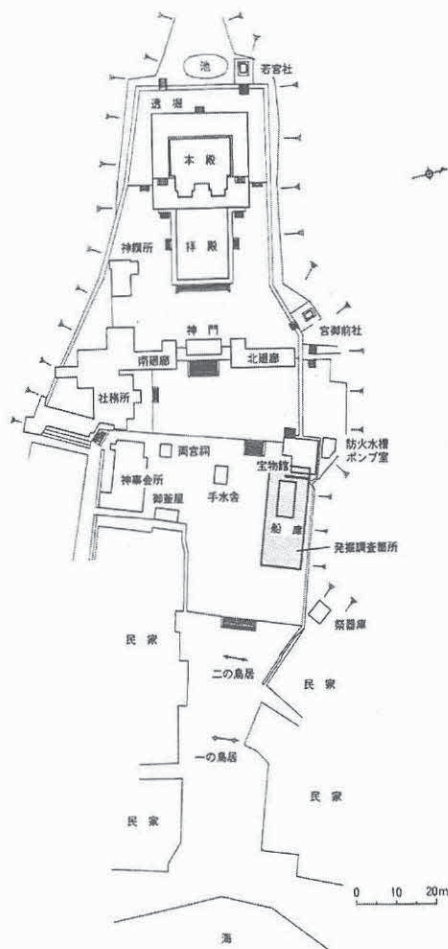 池
若宮社
透堀
本殿
拝殿
神饌所
宮御前社
神門
南廻廊
北廻廊
社務所
防火水槽
ポンプ室
両宮祠
宝物館
神事会所
御釜屋
手水舎
船庫
発掘調査箇所
祭器庫
民家
二の鳥居
民家
一の鳥居
民家
民家
0 10 20m
海